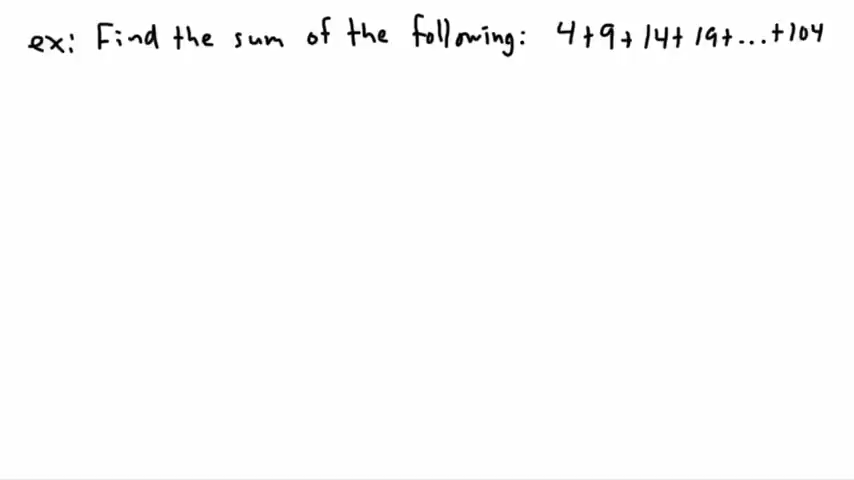 ex: Find the sum of the following: 4+9+14+19+...+104